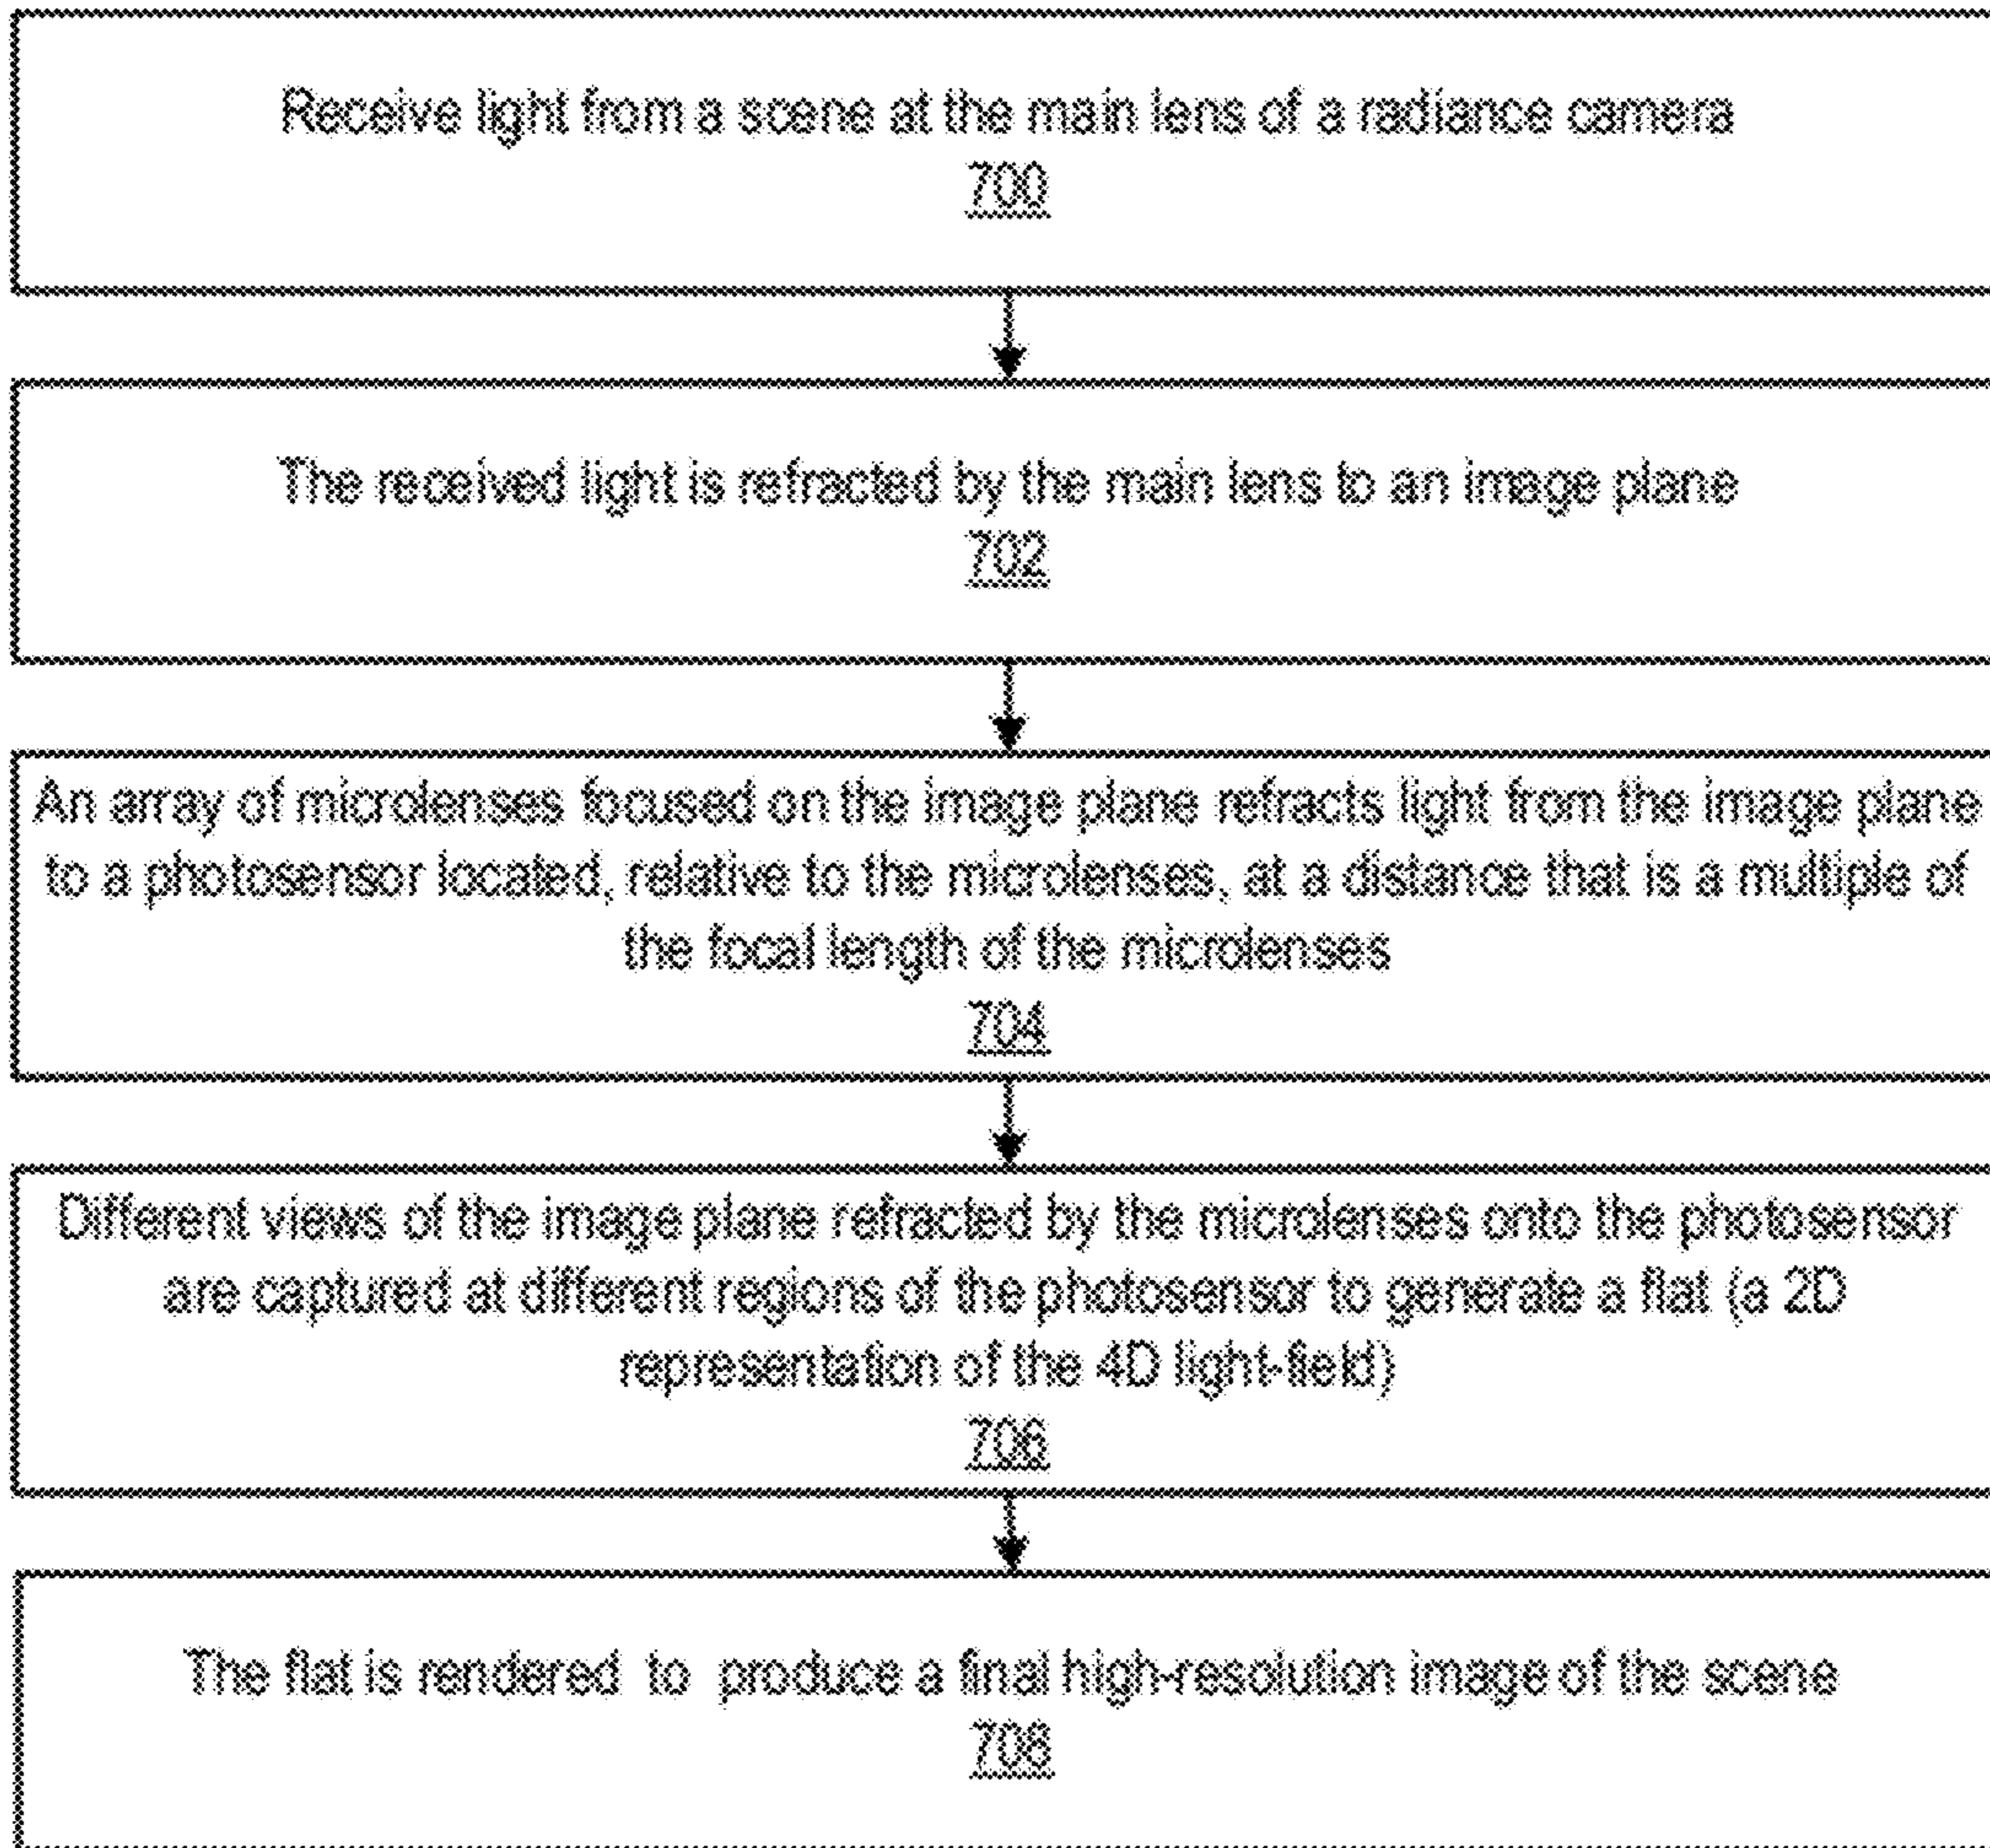 Receive light from a scene at the main lens of a radiance camera
700
The received light is refracted by the main lens to an image plane
702
An array of microlenses focused on the image plane refracts light from the image plane
to a photosensor located, relative to the microlenses, at a distance that is a multiple of
the focal length of the microlenses
704
Different views of the image plane refracted by the microlenses onto the photosensor
are captured at different regions of the photosensor to generate a flat (a 2D
representation of the 4D light-field)
706
The flat is rendered to produce a final high-resolution image of the scene
708